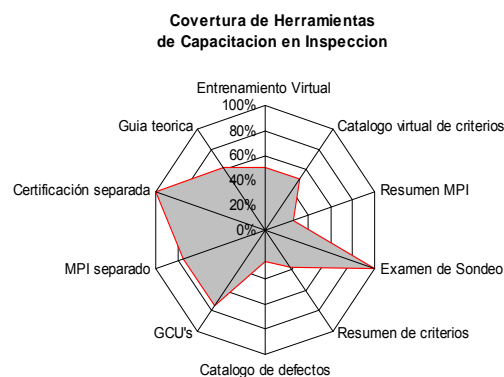 Covertura de Herramientas
de Capacitacion en Inspeccion
Entrenamiento Virtual
100%
Guia teorica
Catalogo virtual de criterios
80%
60%
40%
Certificación separada
Resumen MPI
20%
0%
MPI separado
Examen de Sondeo
GCU's
Resumen de criterios
Catalogo de defectos